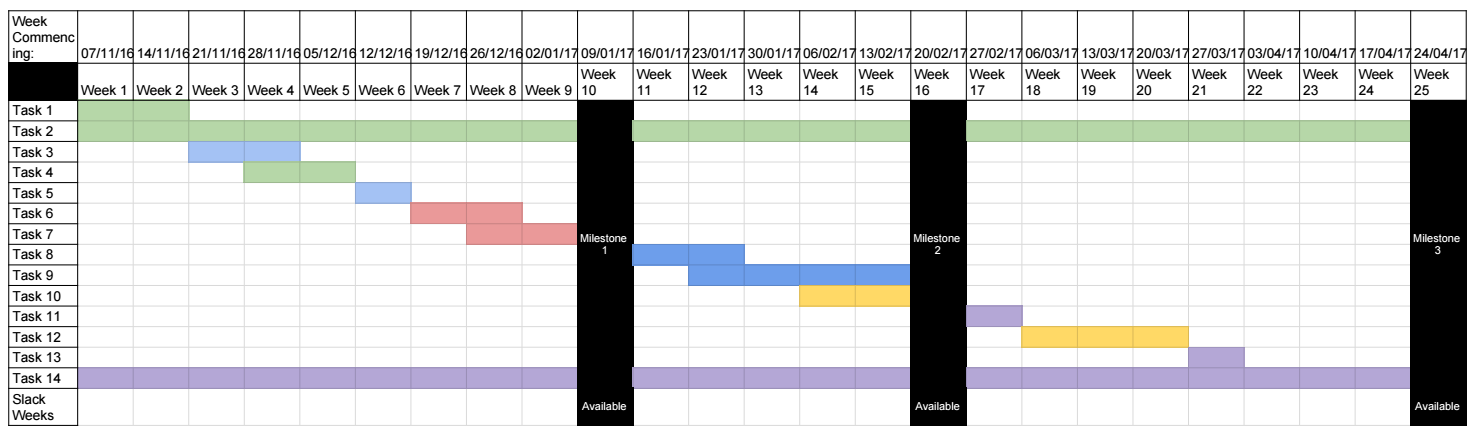 Week
Commenc
ing: 07/11/16 14/11/16 21/11/16 28/11/16 05/12/16 12/12/16 19/12/16 26/12/16 02/01/17 09/01/17 16/01/17 23/01/17 30/01/17 06/02/17 13/02/17 20/02/17 27/02/17 06/03/17 13/03/17 20/03/17 27/03/17 03/04/17 10/04/17 17/04/17 24/04/17
Week 1 Week 2 Week 3 Week 4 Week 5 Week 6 Week 7 Week 8 Week 9 Week 10 Week 11 Week 12 Week 13 Week 14 Week 15 Week 16 Week 17 Week 18 Week 19 Week 20 Week 21 Week 22 Week 23 Week 24 Week 25
Task 1
Task 2
Task 3
Task 4
Task 5
Task 6
Task 7
Milestone 1 Milestone 2 Milestone 3
Task 8
Task 9
Task 10
Task 11
Task 12
Task 13
Task 14
Slack
Weeks Available Available Available